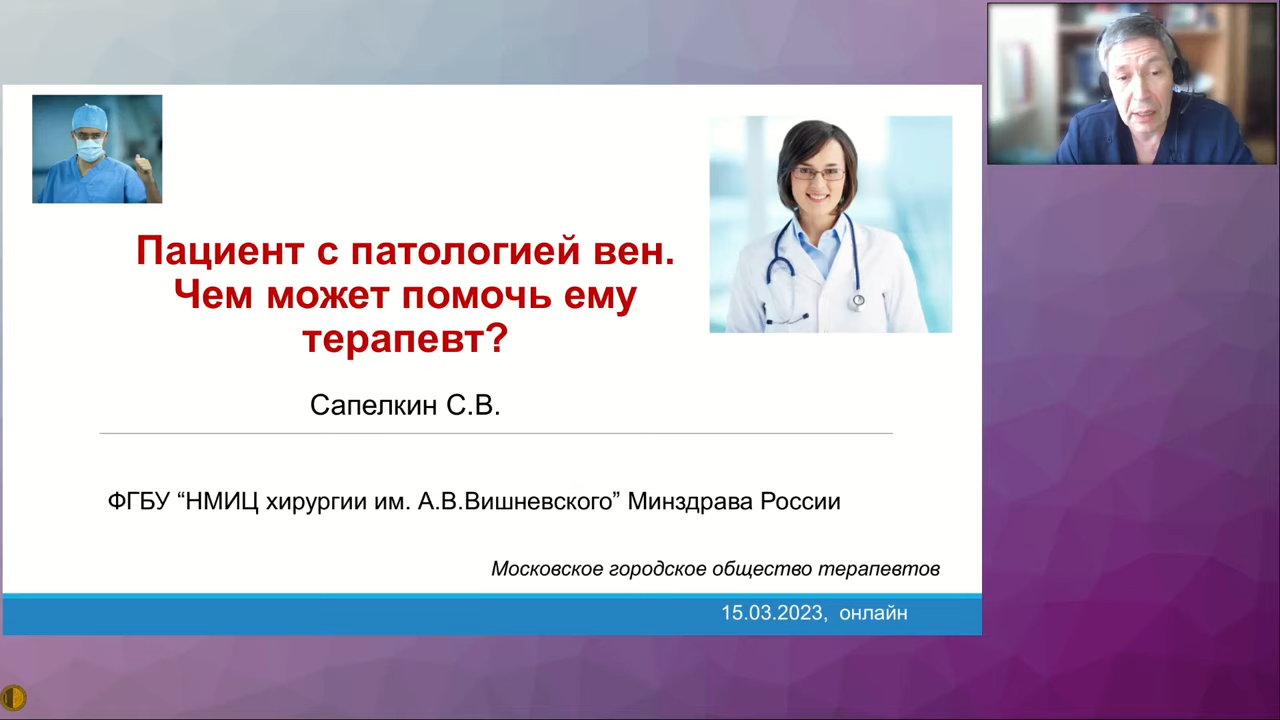 Пациент с патологией вен.
Чем может помочь ему
терапевт?
Сапелкин С.В.
ФГБУ “НМИЦ хирургии им. А.В.Вишневского” Минздрава России
Московское городское общество терапевтов
15.03.2023, онлайн